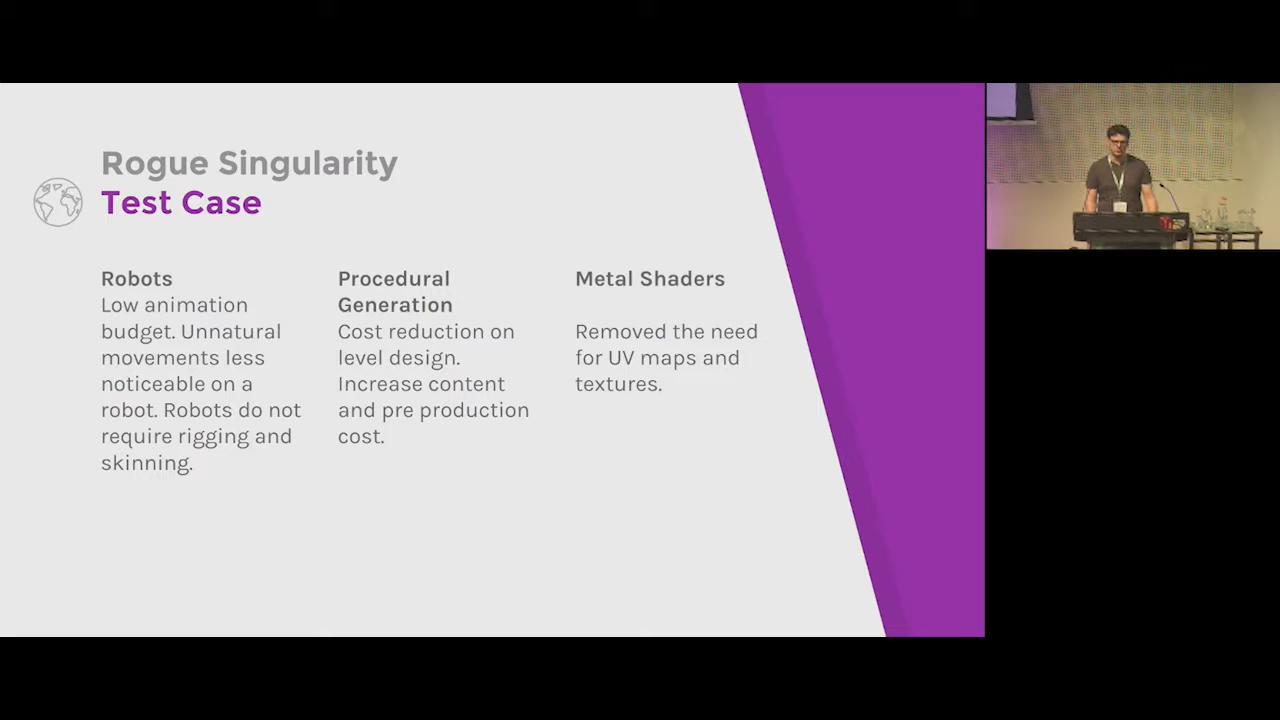 Rogue Singularity
Test Case
Robots
Low animation
budget. Unnatural
movements less
noticeable on a
robot. Robots do not
require rigging and
skinning.
Procedural
Generation
Cost reduction on
level design.
Increase content
and pre production
cost.
Metal Shaders
Removed the need
for UV maps and
textures.